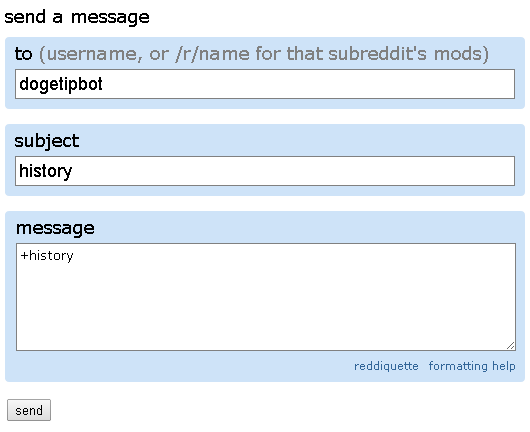 send a message
to (username, or /r/name for that subreddit's mods)
dogetipbot
subject
history
message
+history
reddiquette formatting help
send